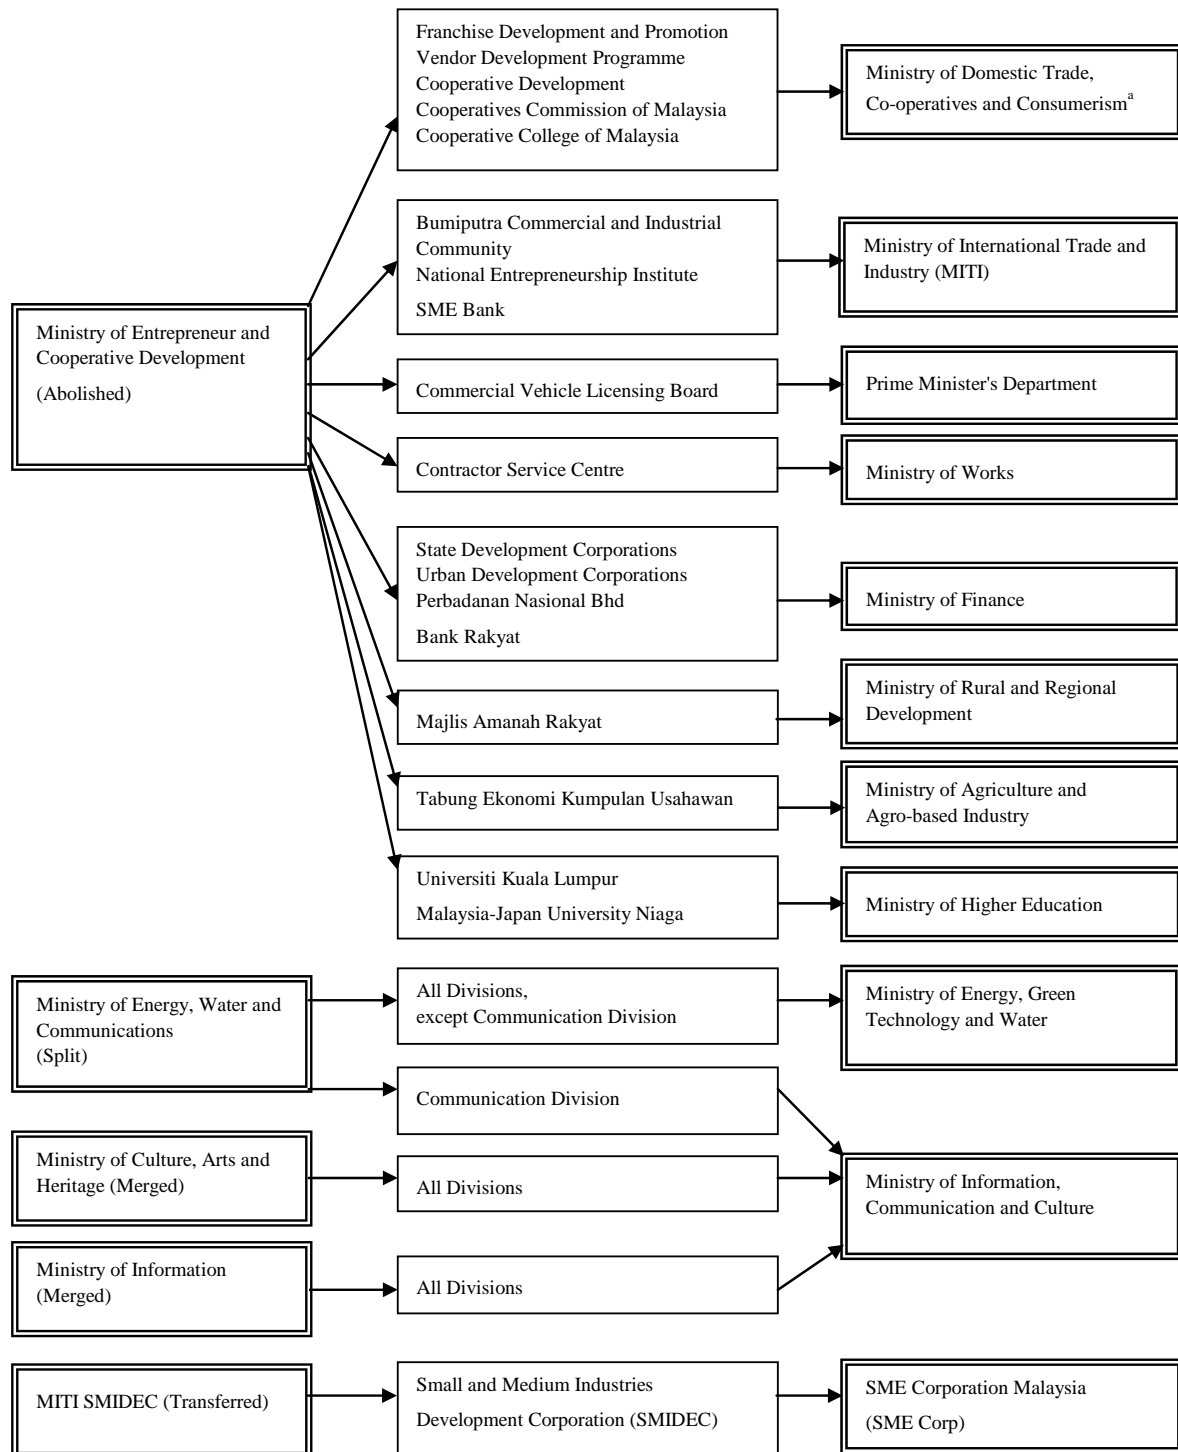 Franchise Development and Promotion
Vendor Development Programme
Cooperative Development
Cooperatives Commission of Malaysia
Cooperative College of Malaysia
Ministry of Domestic Trade,
Co-operatives and Consumerismᵃ
Bumiputra Commercial and Industrial
Community
National Entrepreneurship Institute
SME Bank
Ministry of International Trade and
Industry (MITI)
Ministry of Entrepreneur and
Cooperative Development
(Abolished)
Commercial Vehicle Licensing Board
Prime Minister's Department
Contractor Service Centre
Ministry of Works
State Development Corporations
Urban Development Corporations
Perbadanan Nasional Bhd
Bank Rakyat
Ministry of Finance
Majlis Amanah Rakyat
Ministry of Rural and Regional
Development
Tabung Ekonomi Kumpulan Usahawan
Ministry of Agriculture and
Agro-based Industry
Universiti Kuala Lumpur
Malaysia-Japan University Niaga
Ministry of Higher Education
Ministry of Energy, Water and
Communications
(Split)
All Divisions,
except Communication Division
Ministry of Energy, Green
Technology and Water
Communication Division
Ministry of Culture, Arts and
Heritage (Merged)
All Divisions
Ministry of Information,
Communication and Culture
Ministry of Information
(Merged)
All Divisions
MITI SMIDEC (Transferred)
Small and Medium Industries
Development Corporation (SMIDEC)
SME Corporation Malaysia
(SME Corp)